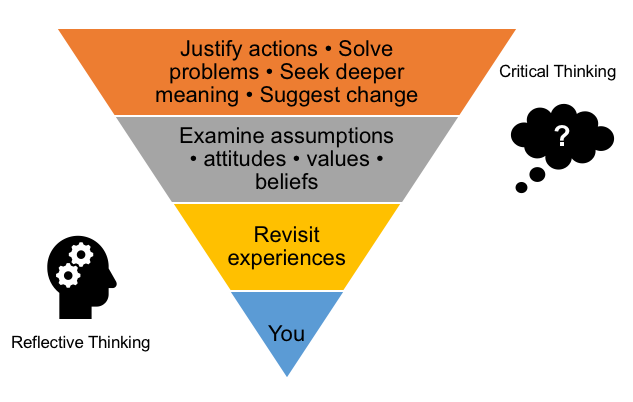 Justify actions • Solve
problems • Seek deeper
meaning • Suggest change
Critical Thinking
?
Examine assumptions
• attitudes • values •
beliefs
Revisit
experiences
You
Reflective Thinking